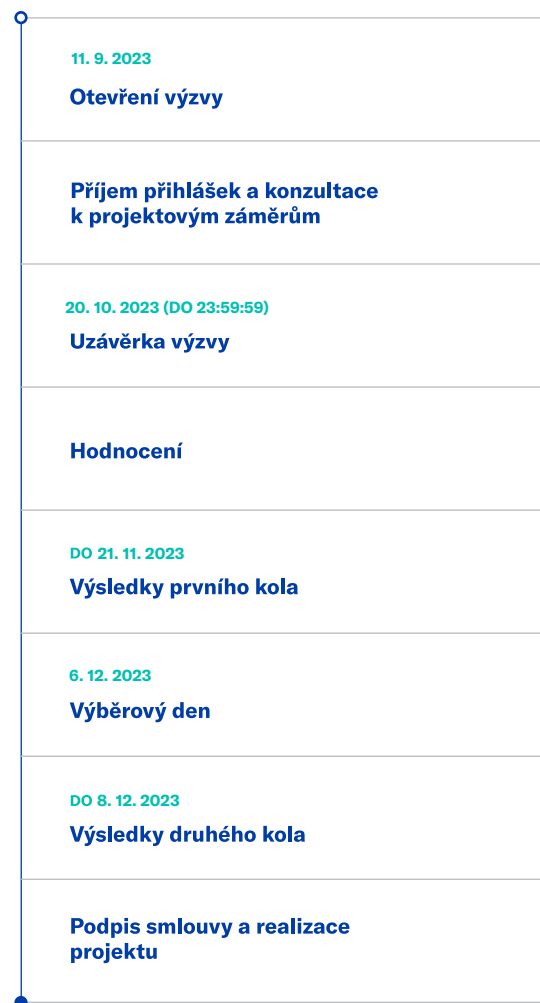 11. 9. 2023
Otevření výzvy
Příjem přihlášek a konzultace
k projektovým záměrům
20. 10. 2023 (DO 23:59:59)
Uzávěrka výzvy
Hodnocení
DO 21. 11. 2023
Výsledky prvního kola
6. 12. 2023
Výběrový den
DO 8. 12. 2023
Výsledky druhého kola
Podpis smlouvy a realizace
projektu